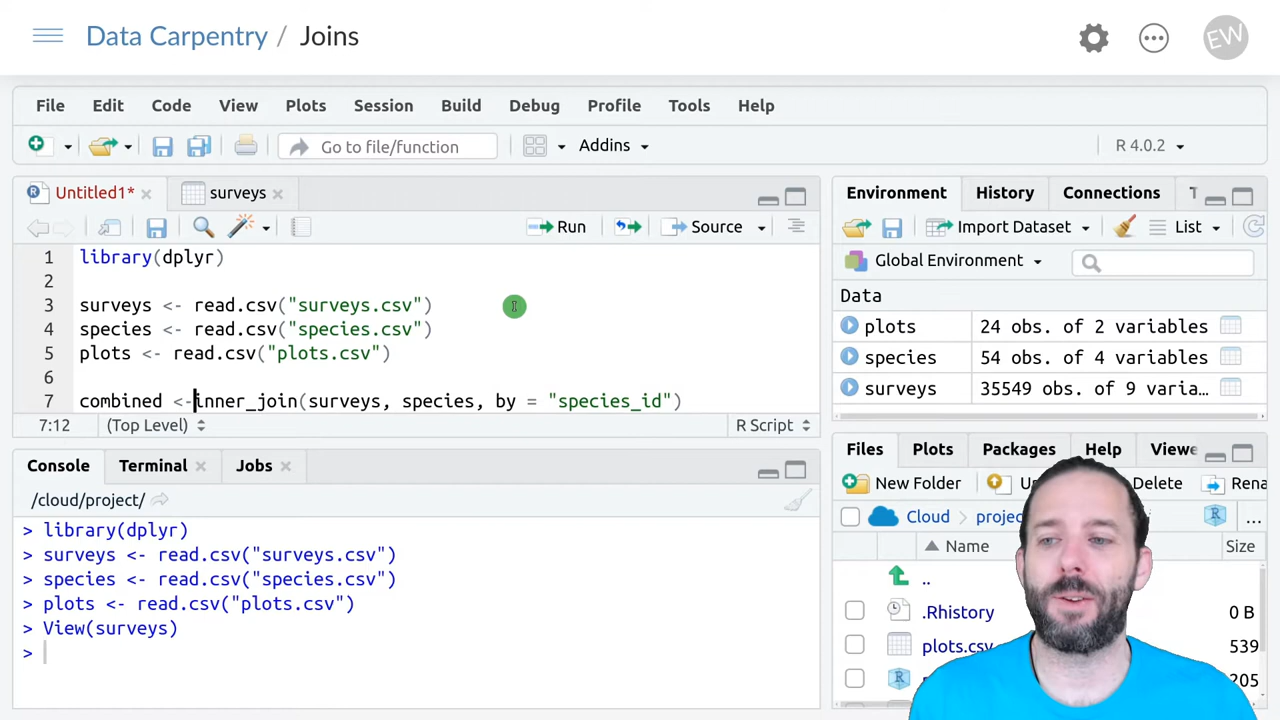 Data Carpentry / Joins
EW
File Edit Code View Plots Session Build Debug Profile Tools Help
Go to file/function
Addins
R 4.0.2
Untitled1*
surveys
Run
Source
1 library(dplyr)
2
3 surveys <- read.csv("surveys.csv")
4 species <- read.csv("species.csv")
5 plots <- read.csv("plots.csv")
6
7 combined <-inner_join(surveys, species, by = "species_id")
7:12 (Top Level) R Script
Console Terminal Jobs
/cloud/project/
> library(dplyr)
> surveys <- read.csv("surveys.csv")
> species <- read.csv("species.csv")
> plots <- read.csv("plots.csv")
> View(surveys)
>
Environment History Connections T
Import Dataset List
Global Environment
Data
plots 24 obs. of 2 variables
species 54 obs. of 4 variables
surveys 35549 obs. of 9 varia…
Files Plots Packages Help Viewe
New Folder U Delete Rena
Cloud projec ...
Name Size
..
.Rhistory 0 B
plots.csv 539
205